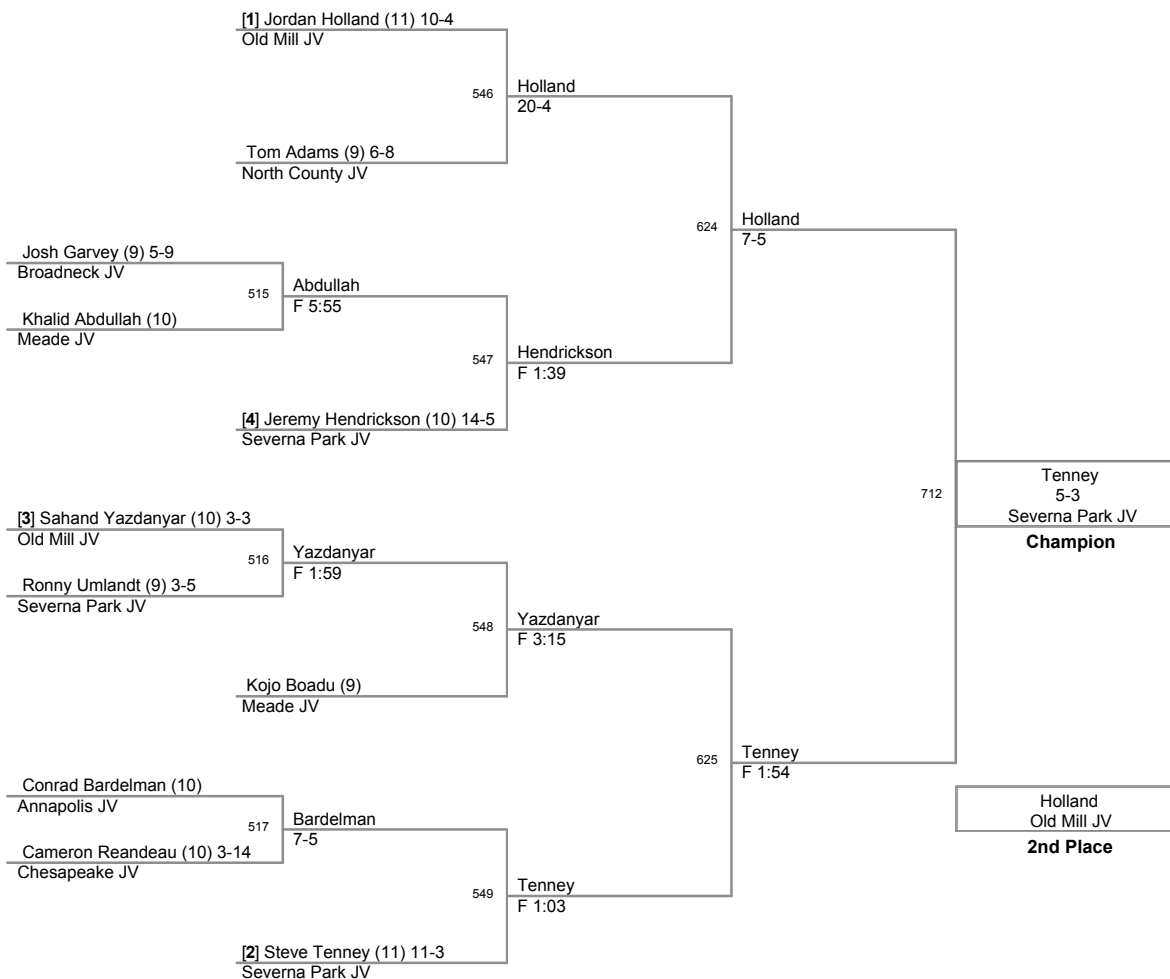 [1] Jordan Holland (11) 10-4
Old Mill JV
546
Holland
20-4
Tom Adams (9) 6-8
North County JV
624
Holland
7-5
Josh Garvey (9) 5-9
Broadneck JV
515
Abdullah
F 5:55
Khalid Abdullah (10)
Meade JV
547
Hendrickson
F 1:39
[4] Jeremy Hendrickson (10) 14-5
Severna Park JV
712
Tenney
5-3
Severna Park JV
Champion
[3] Sahand Yazdanyar (10) 3-3
Old Mill JV
516
Yazdanyar
F 1:59
Ronny Umlandt (9) 3-5
Severna Park JV
548
Yazdanyar
F 3:15
Kojo Boadu (9)
Meade JV
625
Tenney
F 1:54
Conrad Bardelman (10)
Annapolis JV
517
Bardelman
7-5
Cameron Reandeau (10) 3-14
Chesapeake JV
549
Tenney
F 1:03
[2] Steve Tenney (11) 11-3
Severna Park JV
Holland
Old Mill JV
2nd Place